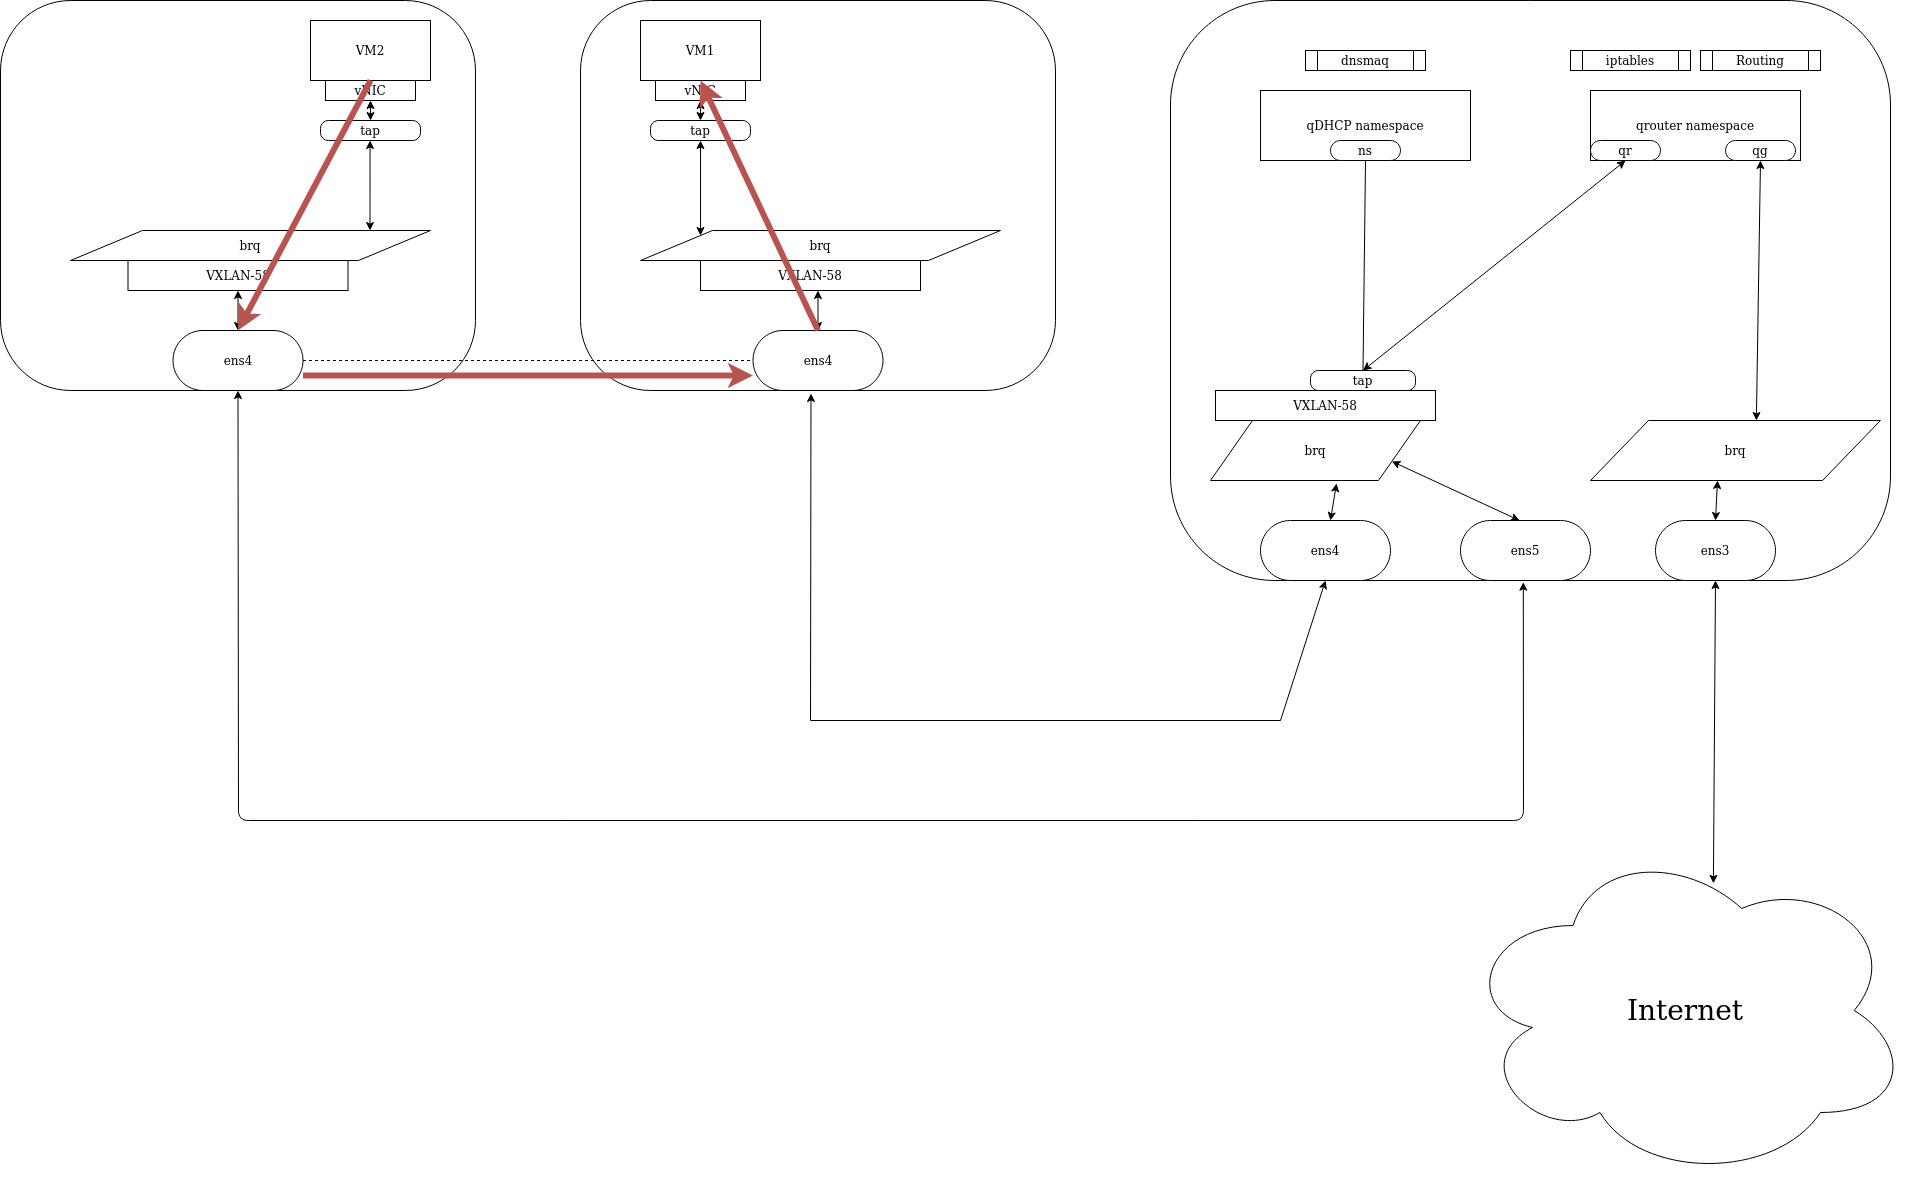 VM2
vNIC
tap
brq
VXLAN-58
ens4
VM1
vNIC
tap
brq
VXLAN-58
ens4
dnsmaq
iptables
Routing
qDHCP namespace
ns
qrouter namespace
qr
qg
tap
VXLAN-58
brq
brq
ens4
ens5
ens3
Internet